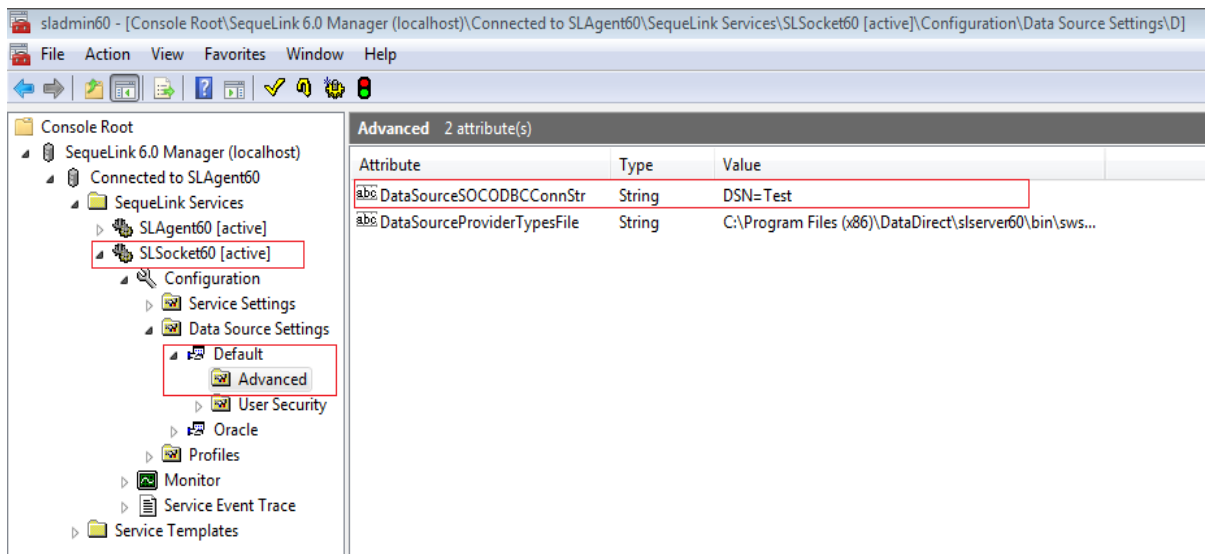 sladmin60 - [Console Root\SequeLink 6.0 Manager (localhost)\Connected to SLAgent60\SequeLink Services\SLSocket60 [active]\Configuration\Data Source Settings\D]
File Action View Favorites Window Help
Console Root
SequeLink 6.0 Manager (localhost)
Connected to SLAgent60
SequeLink Services
SLAgent60 [active]
SLSocket60 [active]
Configuration
Service Settings
Data Source Settings
Default
Advanced
User Security
Oracle
Profiles
Monitor
Service Event Trace
Service Templates
Advanced 2 attribute(s)
Attribute Type Value
abc DataSourceSOCODBCConnStr String DSN=Test
abc DataSourceProviderTypesFile String C:\Program Files (x86)\DataDirect\slserver60\bin\sws...